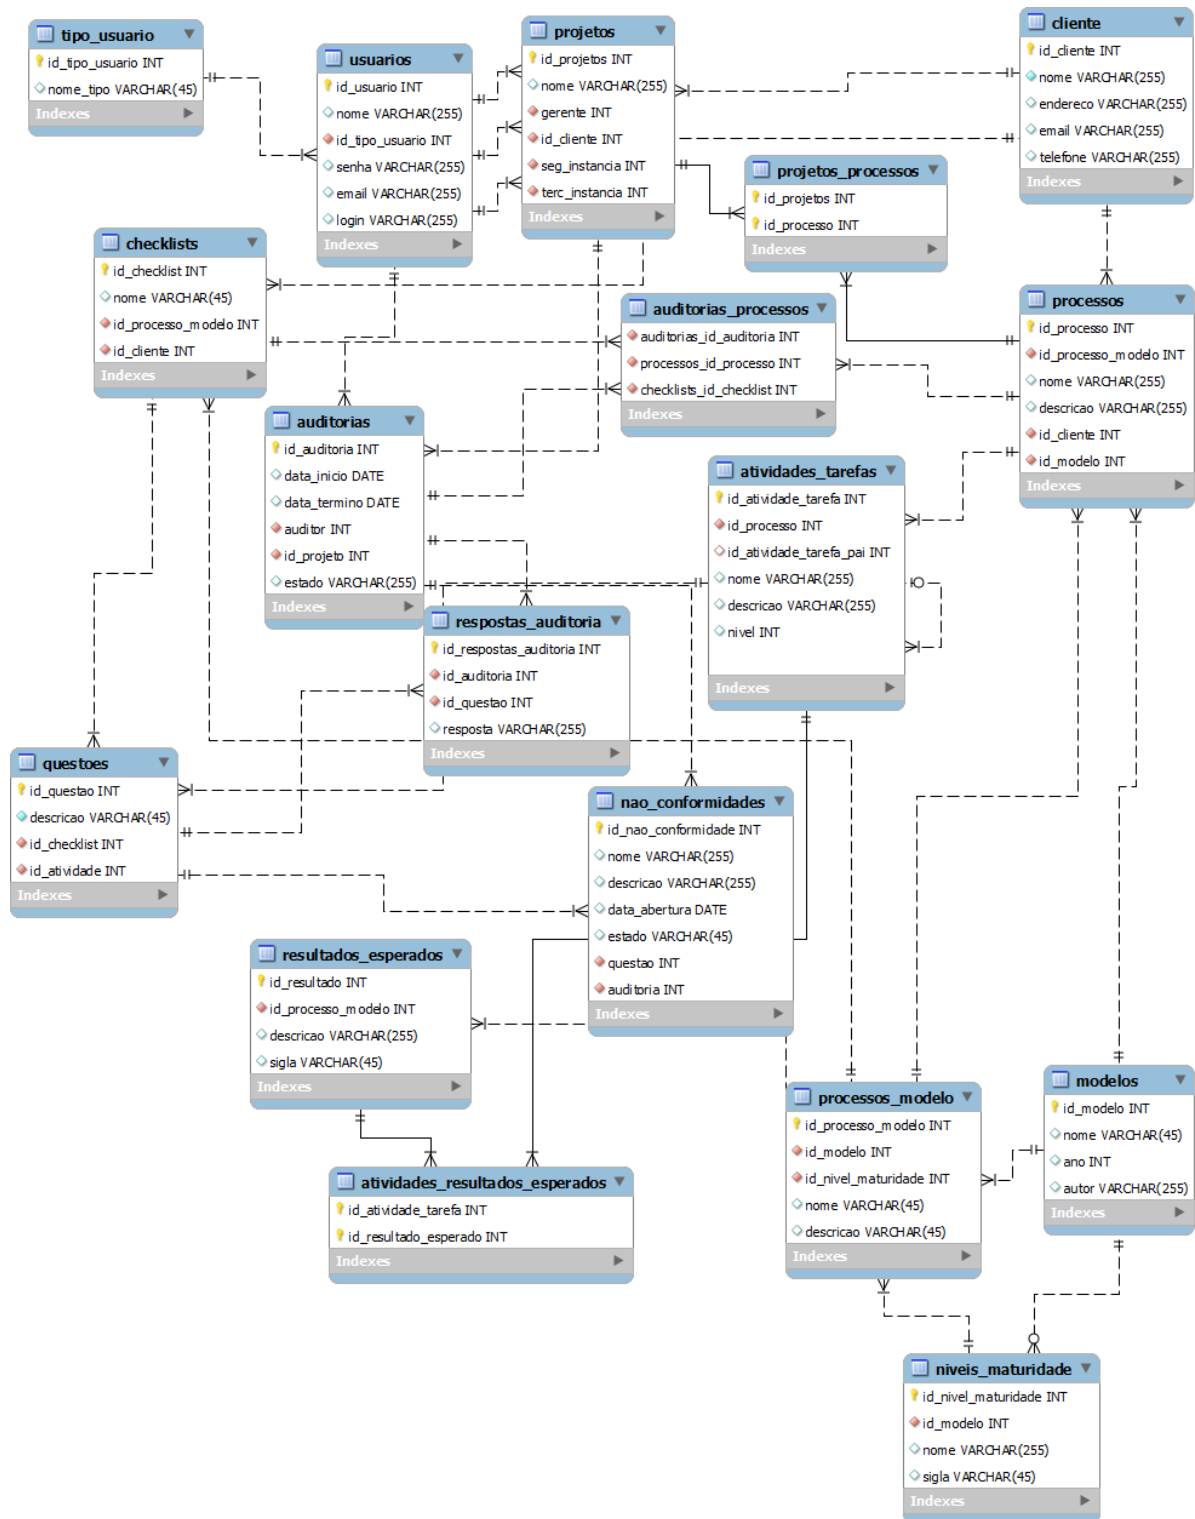 tipo_usuario
id_tipo_usuario INT
nome_tipo VARCHAR(45)
Indexes
usuarios
id_usuario INT
nome VARCHAR(255)
id_tipo_usuario INT
senha VARCHAR(255)
email VARCHAR(255)
login VARCHAR(255)
Indexes
projetos
id_projetos INT
nome VARCHAR(255)
gerente INT
id_cliente INT
seg_instancia INT
terc_instancia INT
Indexes
cliente
id_cliente INT
nome VARCHAR(255)
endereco VARCHAR(255)
email VARCHAR(255)
telefone VARCHAR(255)
Indexes
projetos_processos
id_projetos INT
id_processo INT
Indexes
checklists
id_checklist INT
nome VARCHAR(45)
id_processo_modelo INT
id_cliente INT
Indexes
auditorias_processos
auditorias_id_auditoria INT
processos_id_processo INT
checklists_id_checklist INT
Indexes
processos
id_processo INT
id_processo_modelo INT
nome VARCHAR(255)
descricao VARCHAR(255)
id_cliente INT
id_modelo INT
Indexes
auditorias
id_auditoria INT
data_inicio DATE
data_termino DATE
auditor INT
id_projeto INT
estado VARCHAR(255)
Indexes
atividades_tarefas
id_atividade_tarefa INT
id_processo INT
id_atividade_tarefa_pai INT
nome VARCHAR(255)
descricao VARCHAR(255)
nivel INT
Indexes
respostas_auditoria
id_respostas_auditoria INT
id_auditoria INT
id_questao INT
resposta VARCHAR(255)
Indexes
questoes
id_questao INT
descricao VARCHAR(45)
id_checklist INT
id_atividade INT
Indexes
nao_conformidades
id_nao_conformidade INT
nome VARCHAR(255)
descricao VARCHAR(255)
data_abertura DATE
estado VARCHAR(45)
questao INT
auditoria INT
Indexes
resultados_esperados
id_resultado INT
id_processo_modelo INT
descricao VARCHAR(255)
sigla VARCHAR(45)
Indexes
processos_modelo
id_processo_modelo INT
id_modelo INT
id_nivel_maturidade INT
nome VARCHAR(45)
descricao VARCHAR(45)
Indexes
modelos
id_modelo INT
nome VARCHAR(45)
ano INT
autor VARCHAR(255)
Indexes
atividades_resultados_esperados
id_atividade_tarefa INT
id_resultado_esperado INT
Indexes
niveis_maturidade
id_nivel_maturidade INT
id_modelo INT
nome VARCHAR(255)
sigla VARCHAR(45)
Indexes